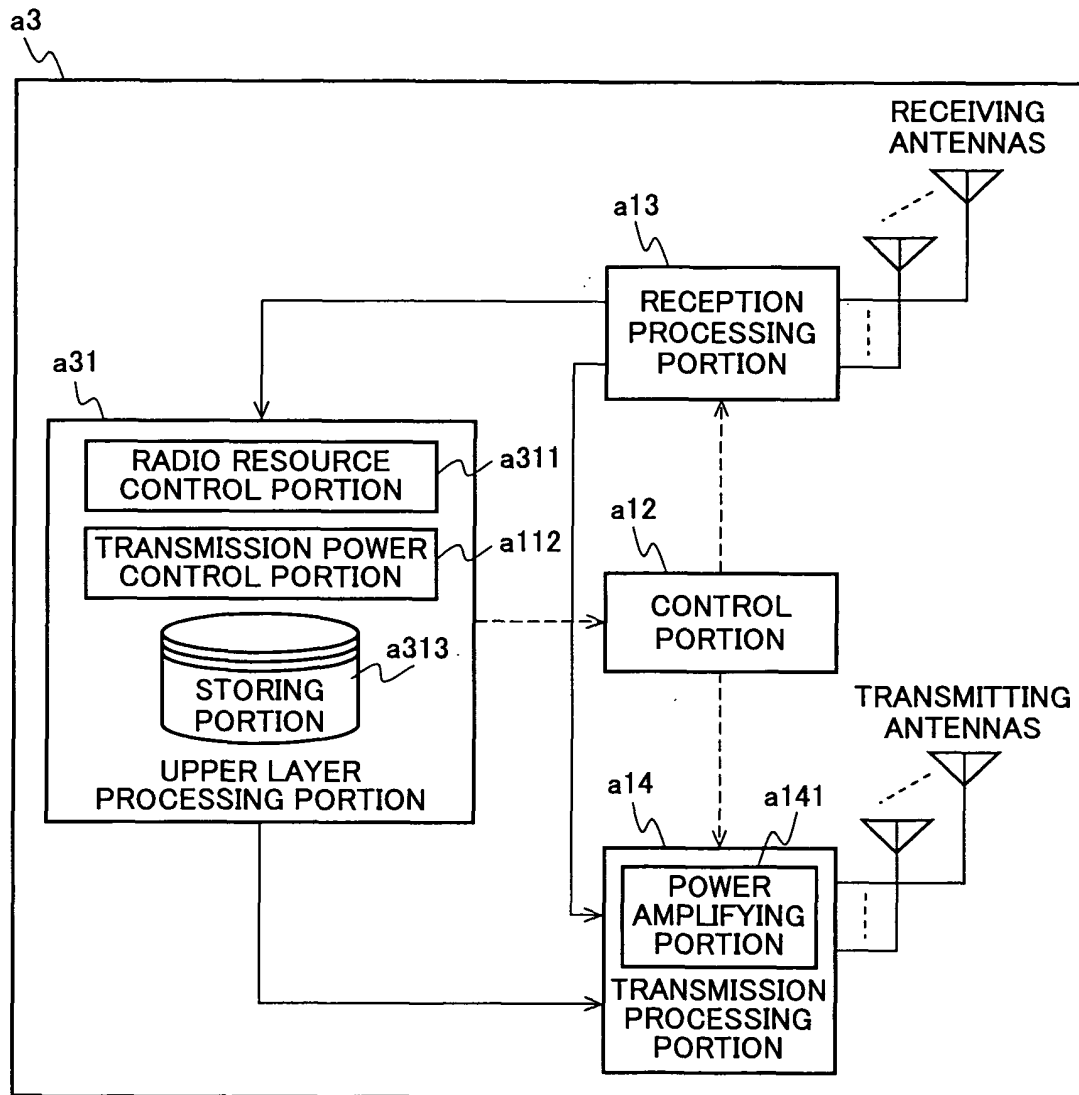 a3
RECEIVING
ANTENNAS
a13
RECEPTION
PROCESSING
PORTION
a31
RADIO RESOURCE
CONTROL PORTION
a311
TRANSMISSION POWER
CONTROL PORTION
a112
a12
CONTROL
PORTION
a313
STORING
PORTION
UPPER LAYER
PROCESSING PORTION
TRANSMITTING
ANTENNAS
a14
a141
POWER
AMPLIFYING
PORTION
TRANSMISSION
PROCESSING
PORTION